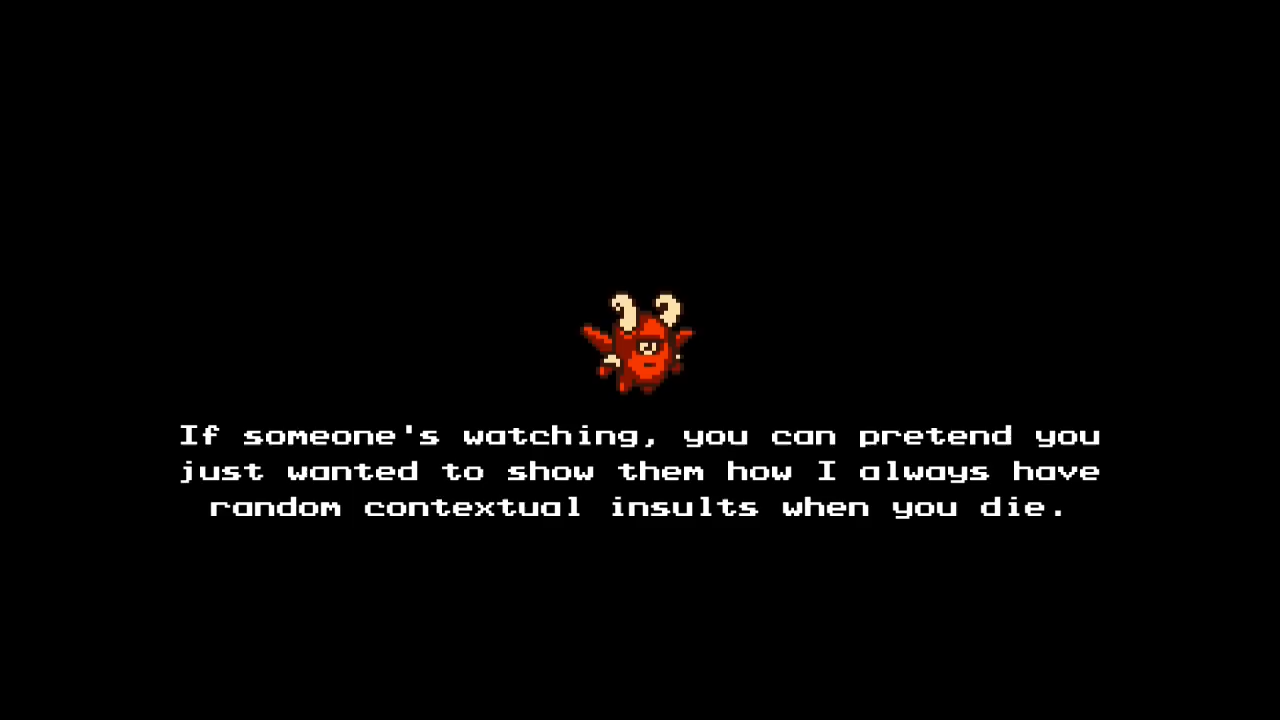 If someone's watching, you can pretend you
just wanted to show them how I always have
random contextual insults when you die.